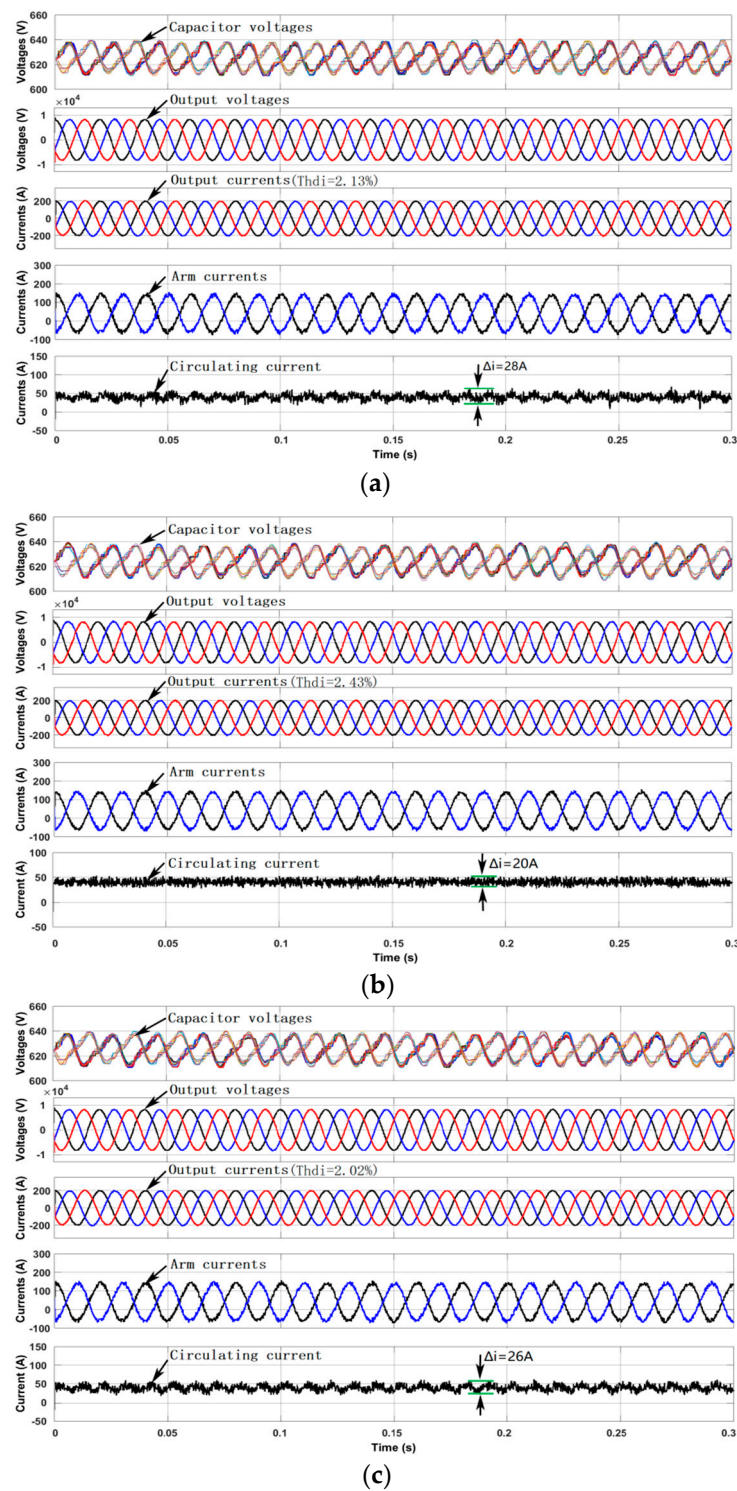 660
640
620
600
Voltages (V)
Capacitor voltages
×10⁴
1
0
-1
Voltages (V)
Output voltages
200
0
-200
Currents (A)
Output currents(Thdi=2.13%)
300
200
100
0
-100
Currents (A)
Arm currents
150
100
50
0
-50
Currents (A)
Circulating current
Δi=28A
0 0.05 0.1 0.15 0.2 0.25 0.3
Time (s)
(a)
660
640
620
600
Voltages (V)
Capacitor voltages
×10⁴
1
0
-1
Voltages (V)
Output voltages
200
0
-200
Currents (A)
Output currents(Thdi=2.43%)
300
200
100
0
-100
Currents (A)
Arm currents
100
50
0
-50
Current (A)
Circulating current
Δi=20A
0 0.05 0.1 0.15 0.2 0.25 0.3
Time (s)
(b)
660
640
620
600
Voltages (V)
Capacitor voltages
×10⁴
1
0
-1
Voltages (V)
Output voltages
200
0
-200
Currents (A)
Output currents(Thdi=2.02%)
300
200
100
0
-100
Currents (A)
Arm currents
150
100
50
0
-50
Current (A)
Circulating current
Δi=26A
0 0.05 0.1 0.15 0.2 0.25 0.3
Time (s)
(c)